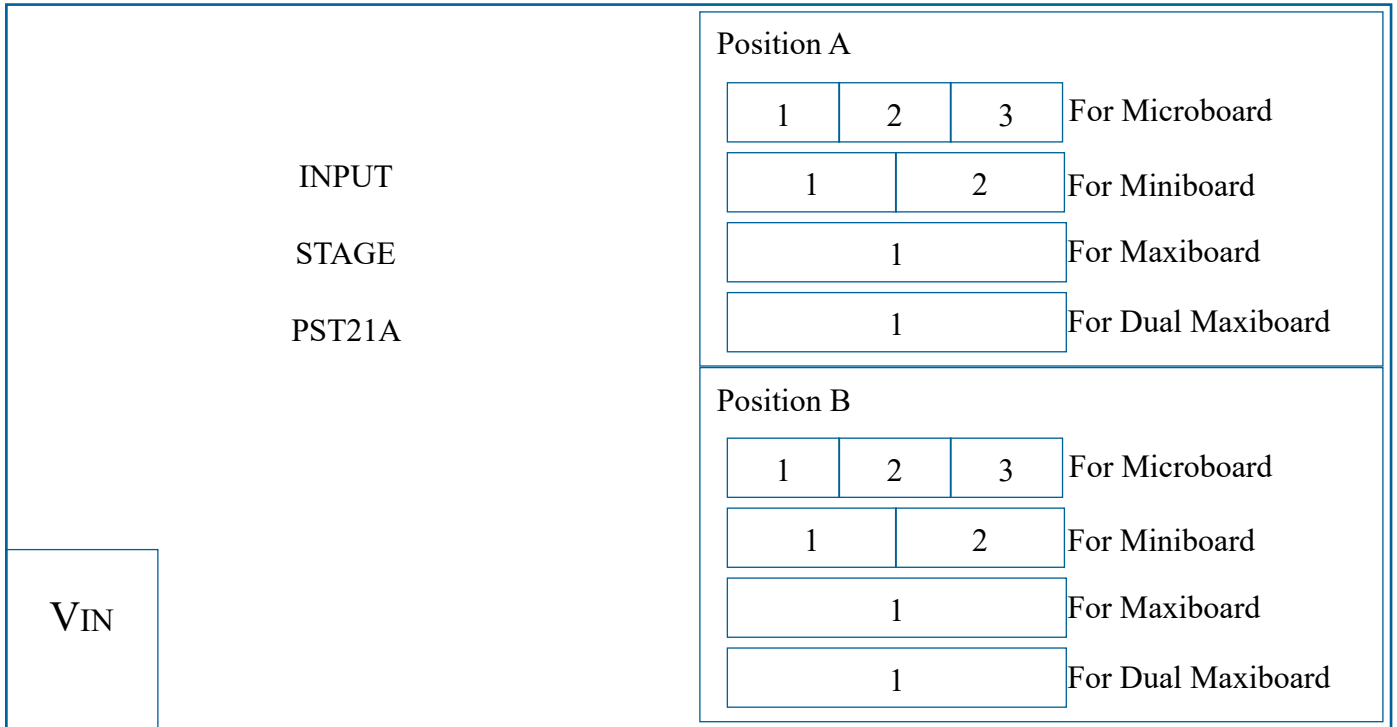 INPUT
STAGE
PST21A
VIN
Position A
1 2 3 For Microboard
1 2 For Miniboard
1 For Maxiboard
1 For Dual Maxiboard
Position B
1 2 3 For Microboard
1 2 For Miniboard
1 For Maxiboard
1 For Dual Maxiboard